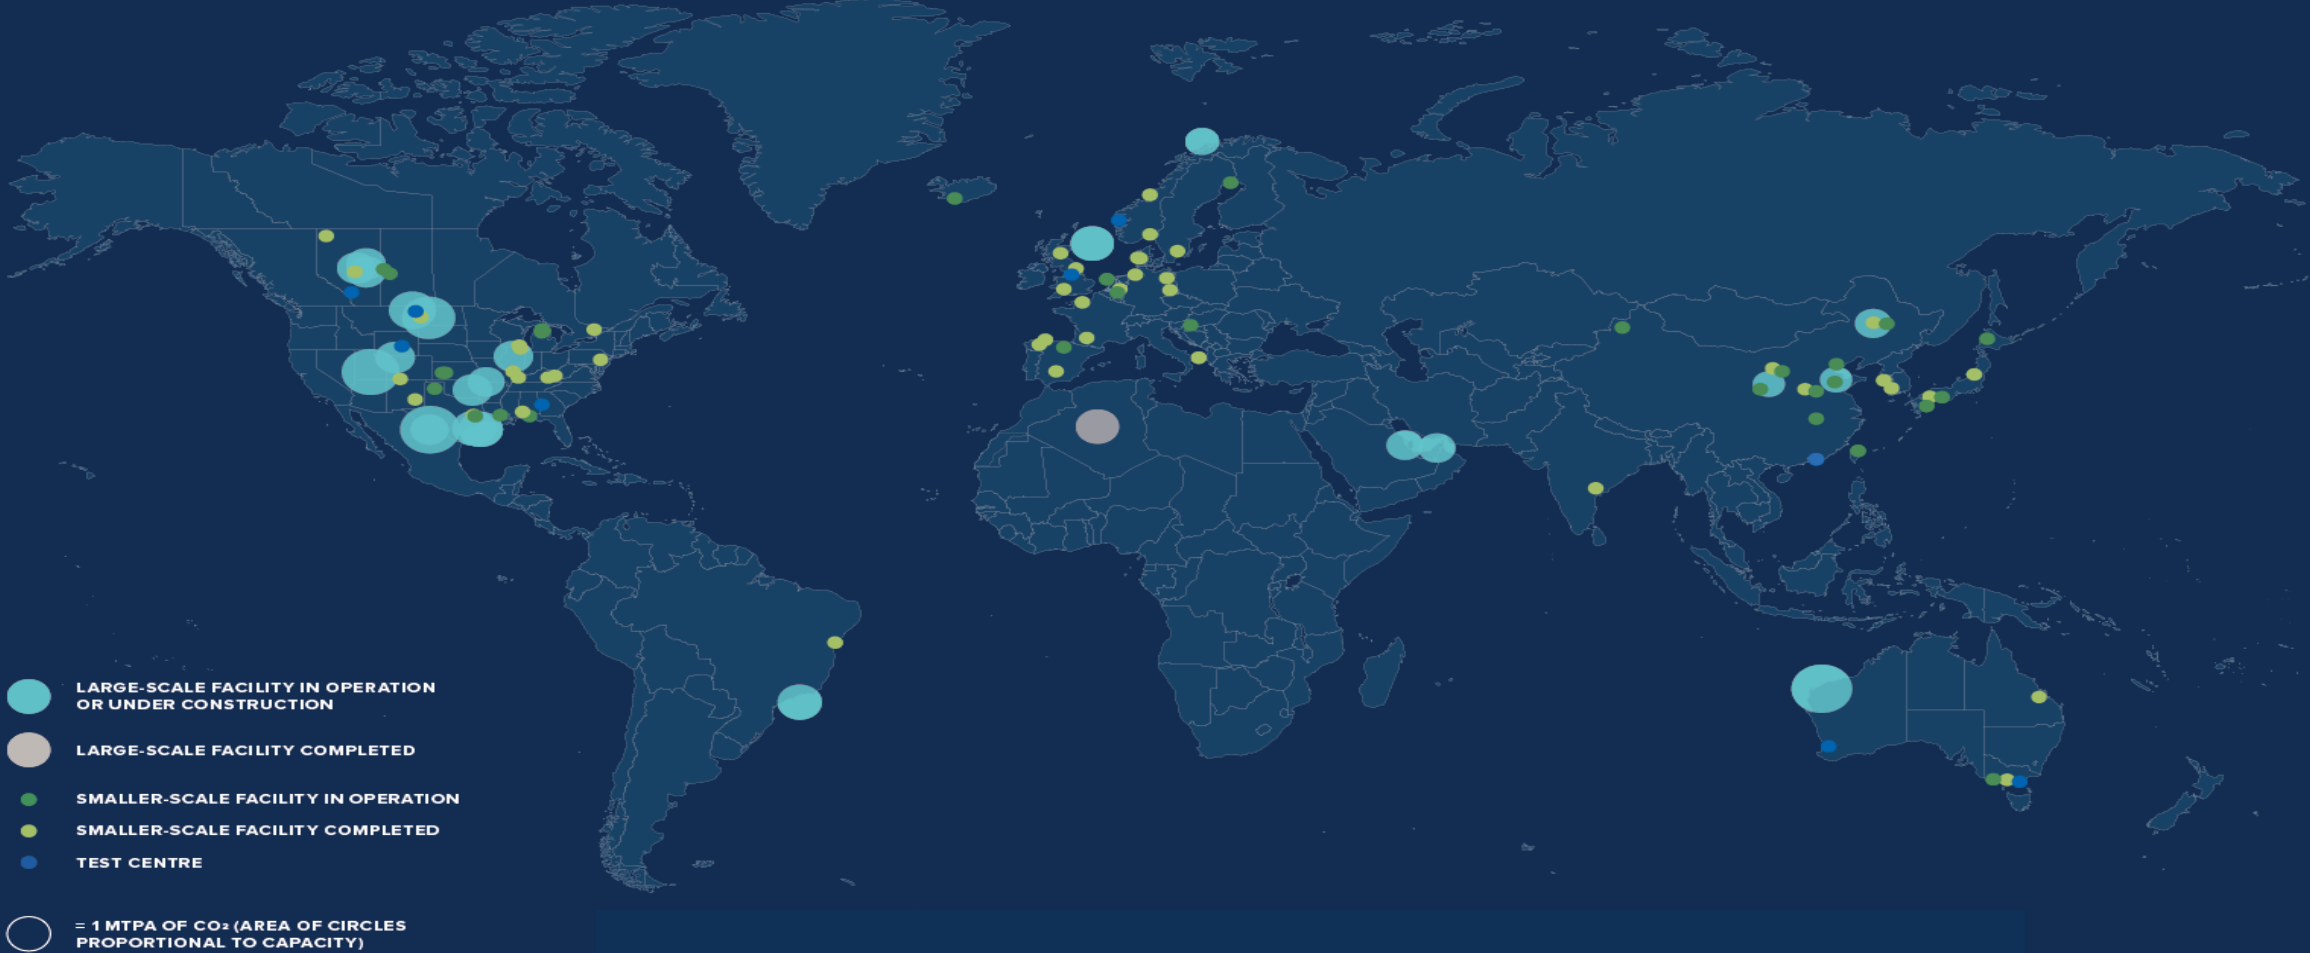 LARGE-SCALE FACILITY IN OPERATION
OR UNDER CONSTRUCTION
LARGE-SCALE FACILITY COMPLETED
SMALLER-SCALE FACILITY IN OPERATION
SMALLER-SCALE FACILITY COMPLETED
TEST CENTRE
= 1 MTPA OF CO₂ (AREA OF CIRCLES
PROPORTIONAL TO CAPACITY)